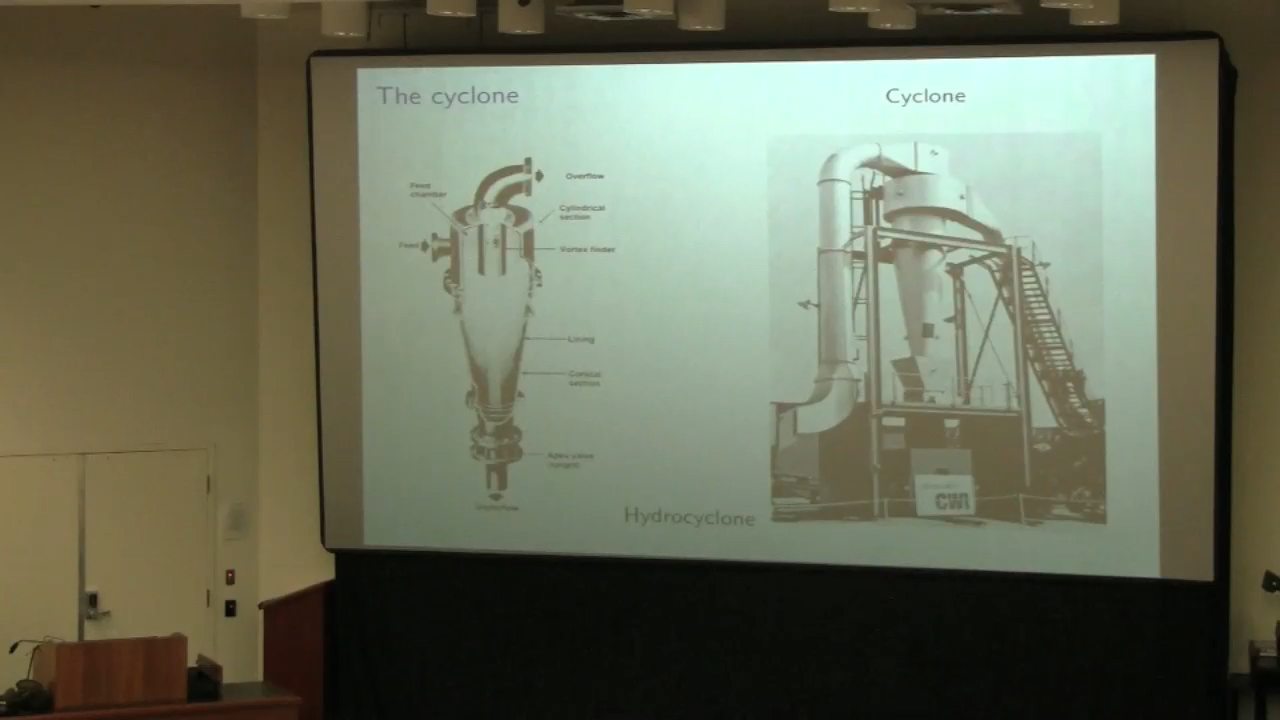 The cyclone
Cyclone
Overflow
Feed
chamber
Cylindrical
section
Feed
Vortex finder
Lining
Conical
section
Apex valve
Underflow
Hydrocyclone
CWI